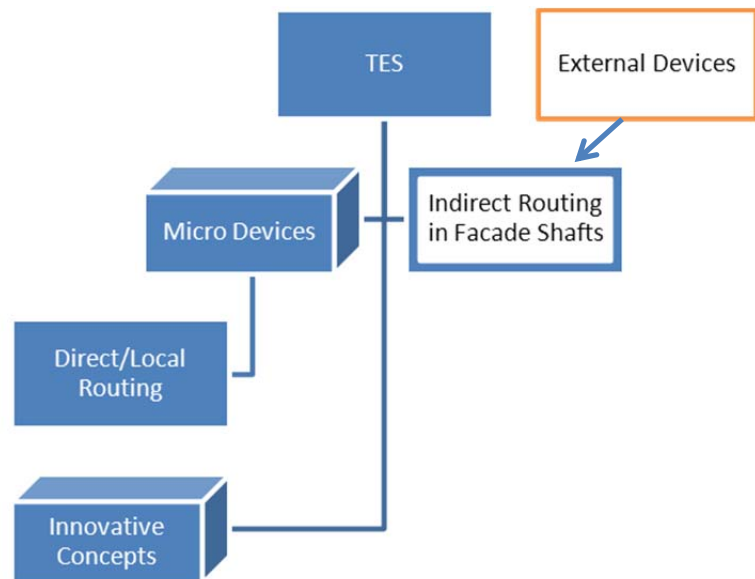 TES
External Devices
Micro Devices
Indirect Routing
in Facade Shafts
Direct/Local
Routing
Innovative
Concepts